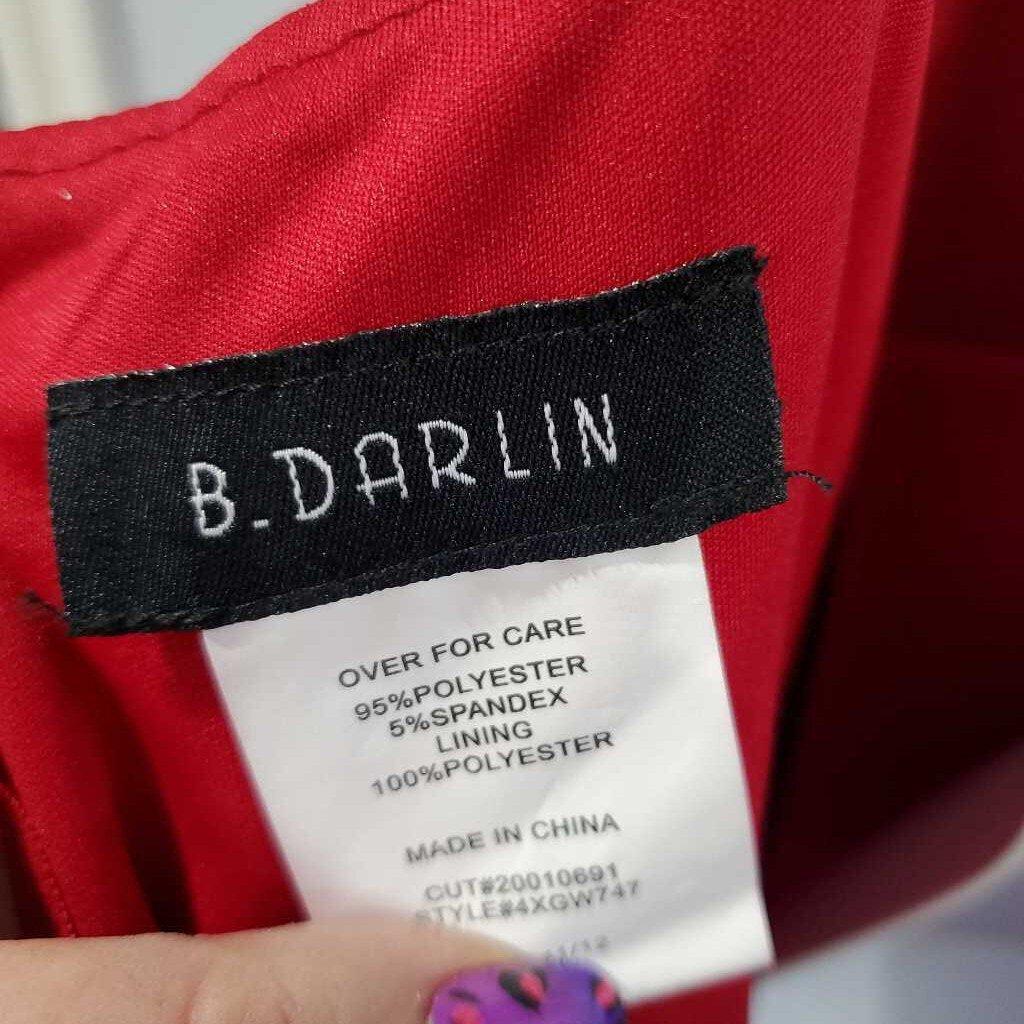 B.DARLIN
OVER FOR CARE
95%POLYESTER
5%SPANDEX
LINING
100%POLYESTER
MADE IN CHINA
CUT#20010691
STYLE#4XGW747